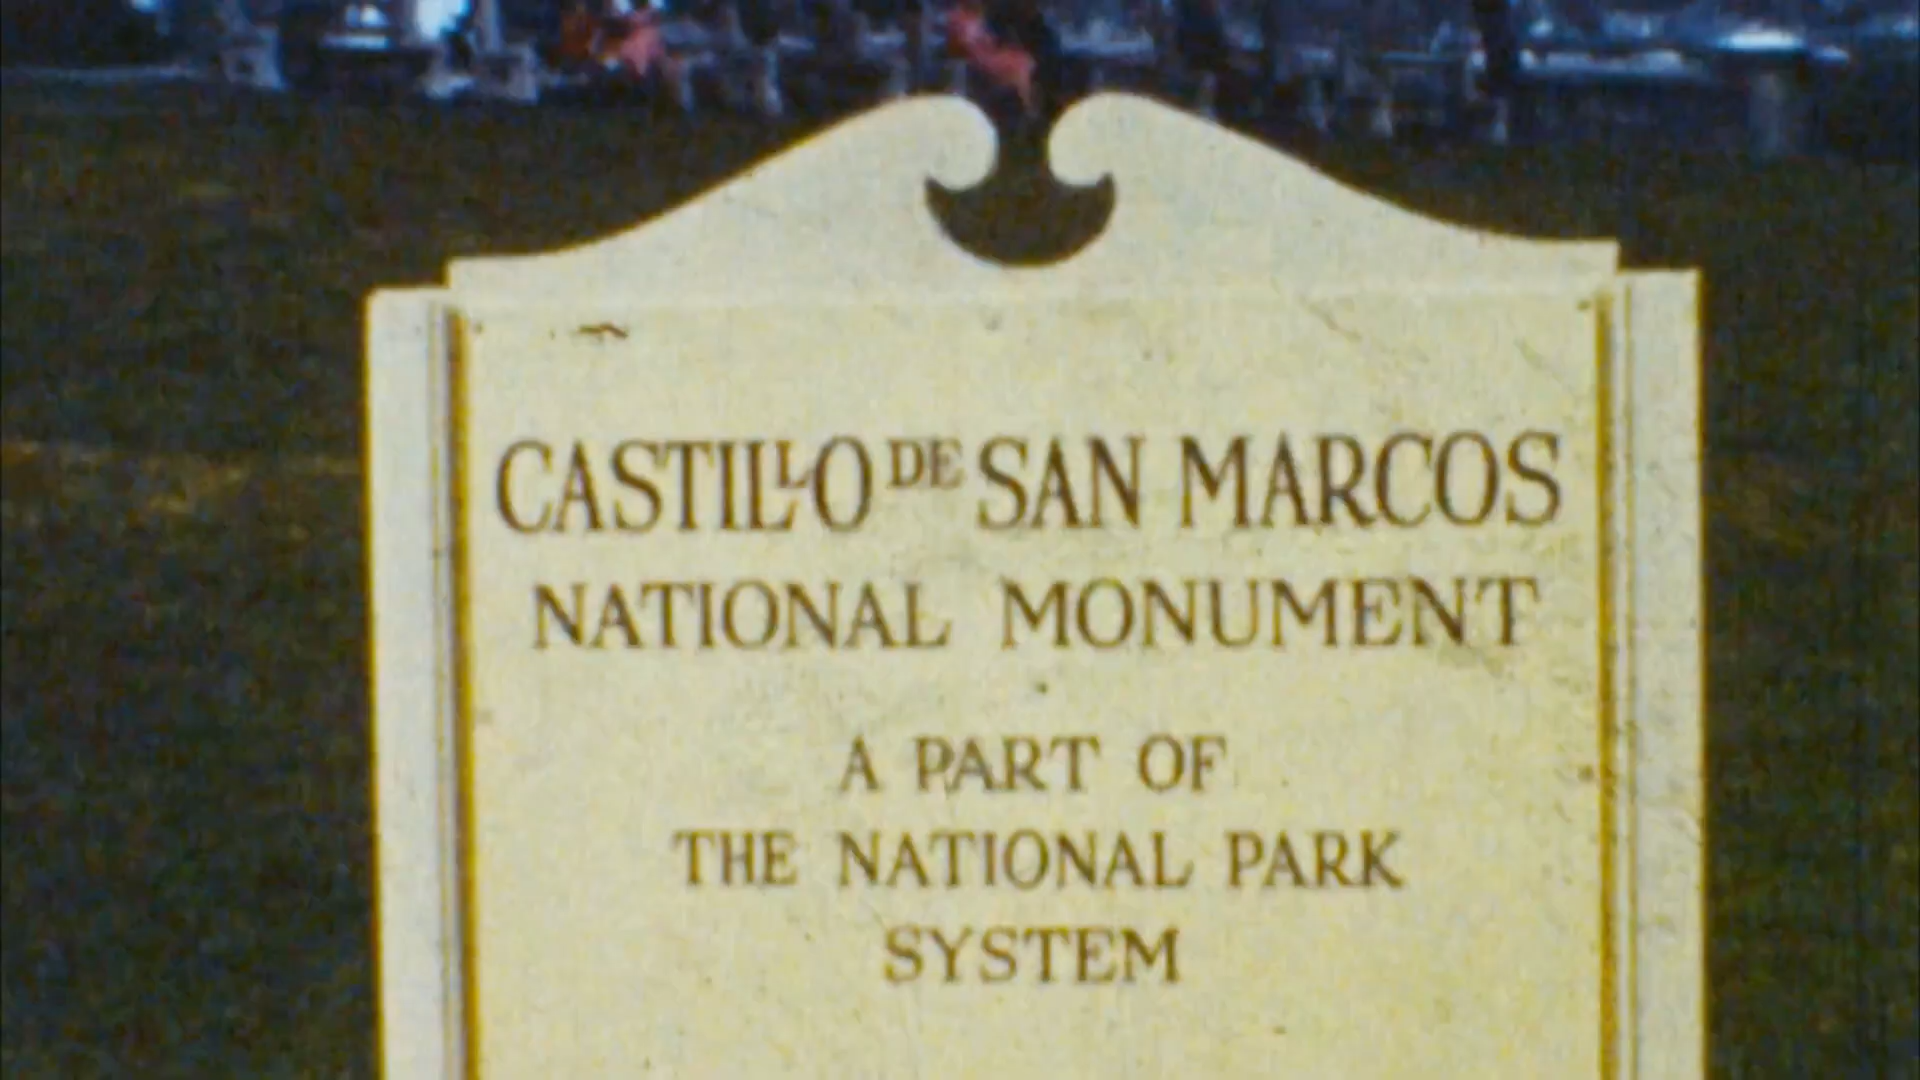 CASTILLO DE SAN MARCOS
NATIONAL MONUMENT
A PART OF
THE NATIONAL PARK
SYSTEM